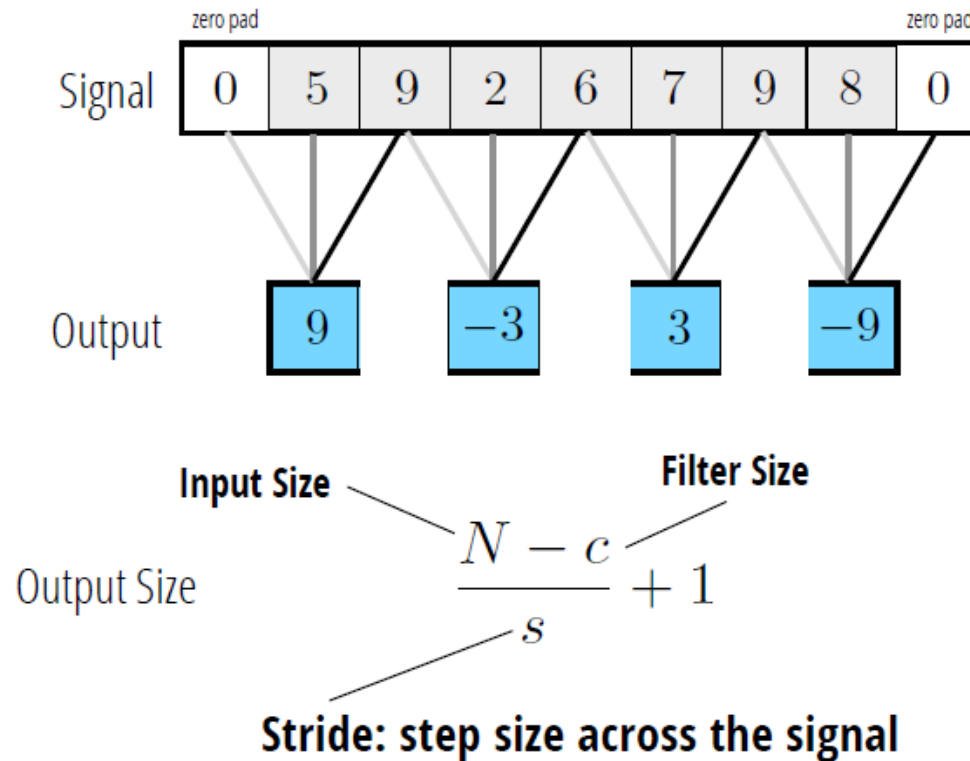 zero pad zero pad
Signal 0 5 9 2 6 7 9 8 0
Output 9 −3 3 −9
Input Size Filter Size
Output Size N − c / s + 1
Stride: step size across the signal